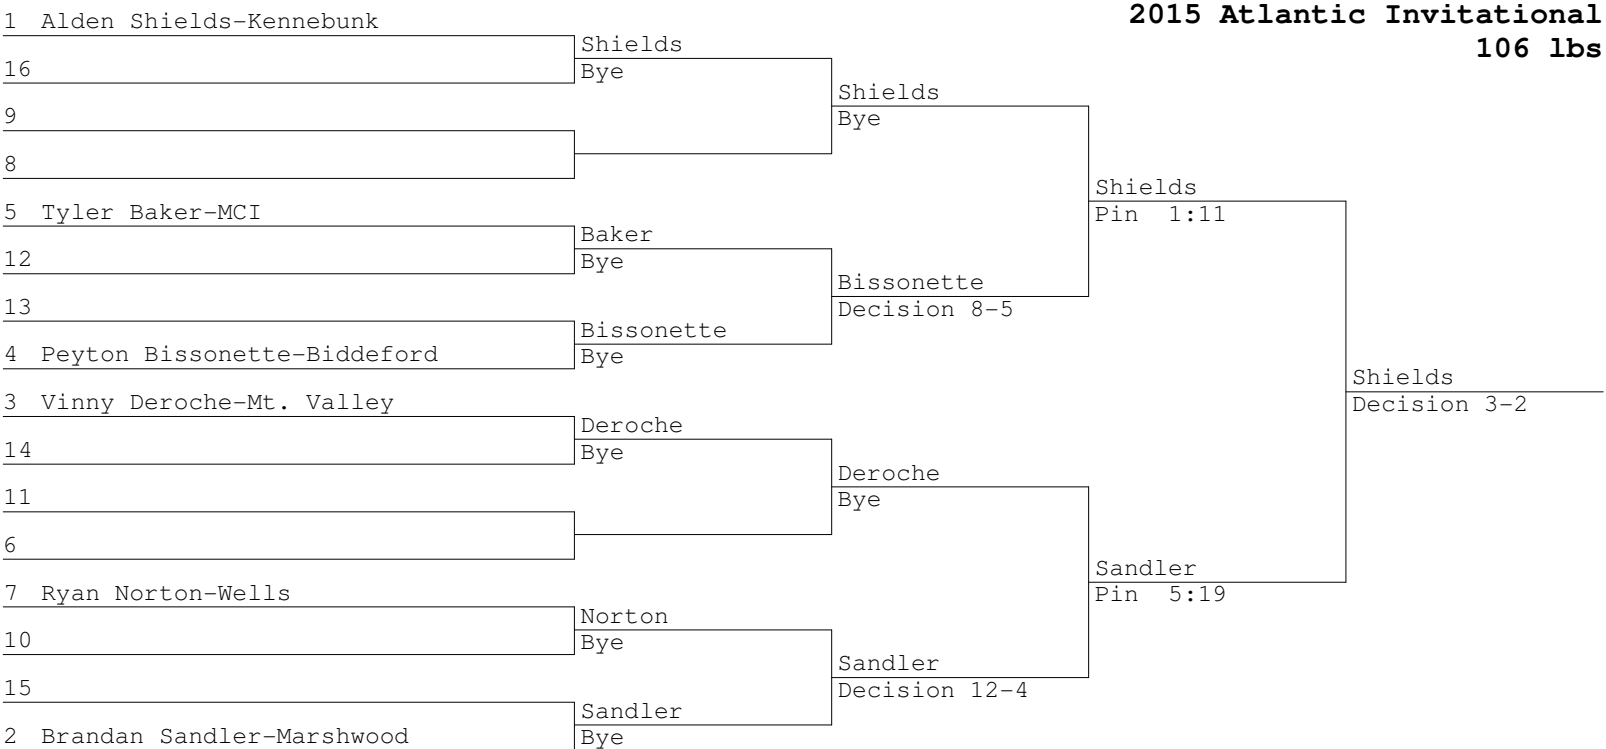 2015 Atlantic Invitational
106 lbs
1 Alden Shields-Kennebunk
16
9
8
5 Tyler Baker-MCI
12
13
4 Peyton Bissonette-Biddeford
3 Vinny Deroche-Mt. Valley
14
11
6
7 Ryan Norton-Wells
10
15
2 Brandan Sandler-Marshwood
Shields
Bye
Baker
Bye
Bissonette
Bye
Deroche
Bye
Norton
Bye
Sandler
Bye
Shields
Bye
Bissonette
Decision 8-5
Deroche
Bye
Sandler
Decision 12-4
Shields
Pin 1:11
Sandler
Pin 5:19
Shields
Decision 3-2